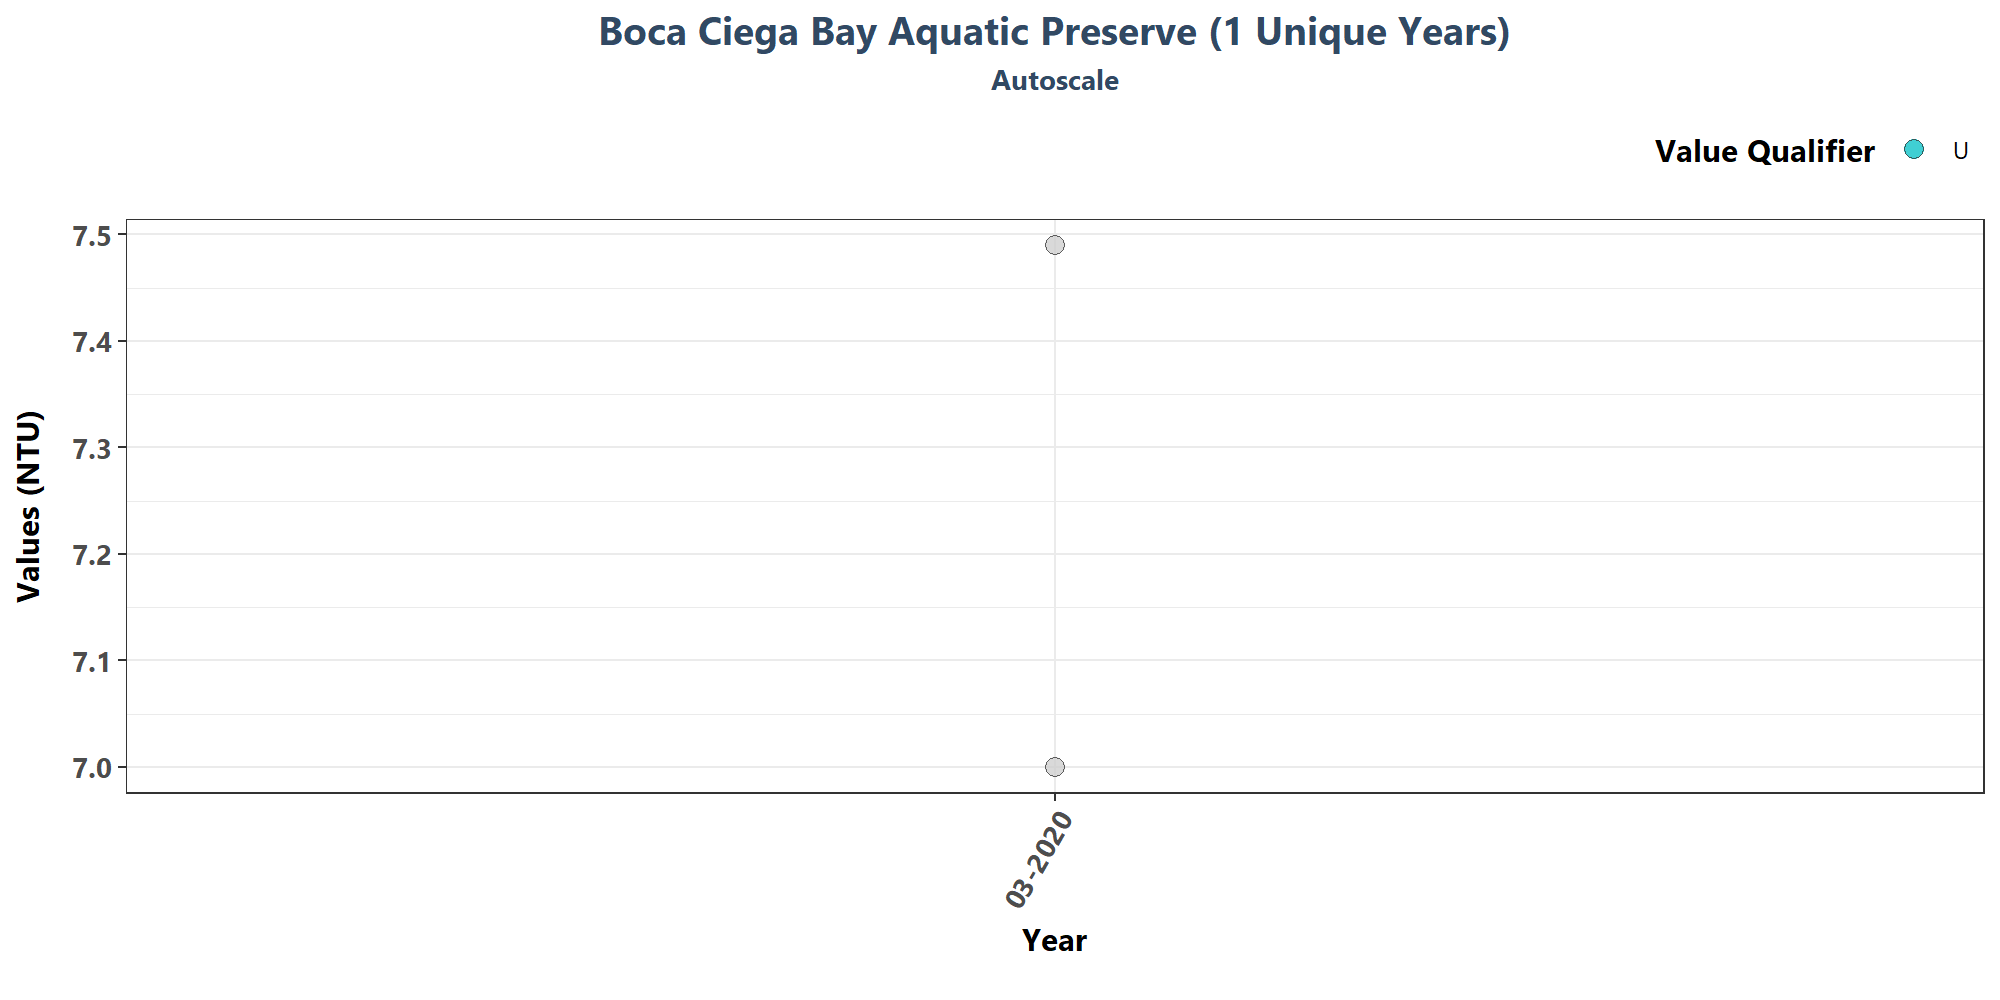 Boca Ciega Bay Aquatic Preserve (1 Unique Years)
Autoscale
Value Qualifier U
7.5
7.4
7.3
7.2
7.1
7.0
Values (NTU)
03-2020
Year